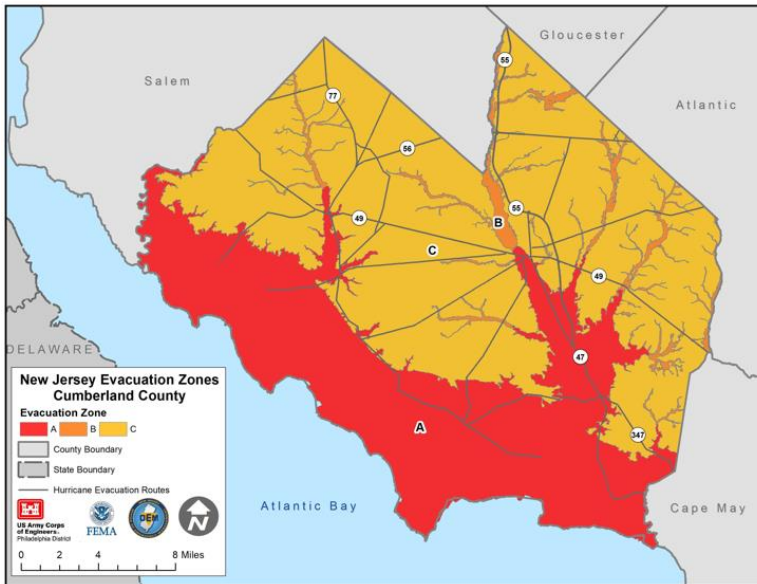 Gloucester
55
Salem
77
Atlantic
56
49
55
B
C
49
DELAWARE
47
New Jersey Evacuation Zones
Cumberland County
Evacuation Zone
A B C
County Boundary
State Boundary
Hurricane Evacuation Routes
A
347
US Army Corps
of Engineers
Philadelphia District
FEMA
OEM
N
Atlantic Bay
Cape May
0 2 4 8 Miles